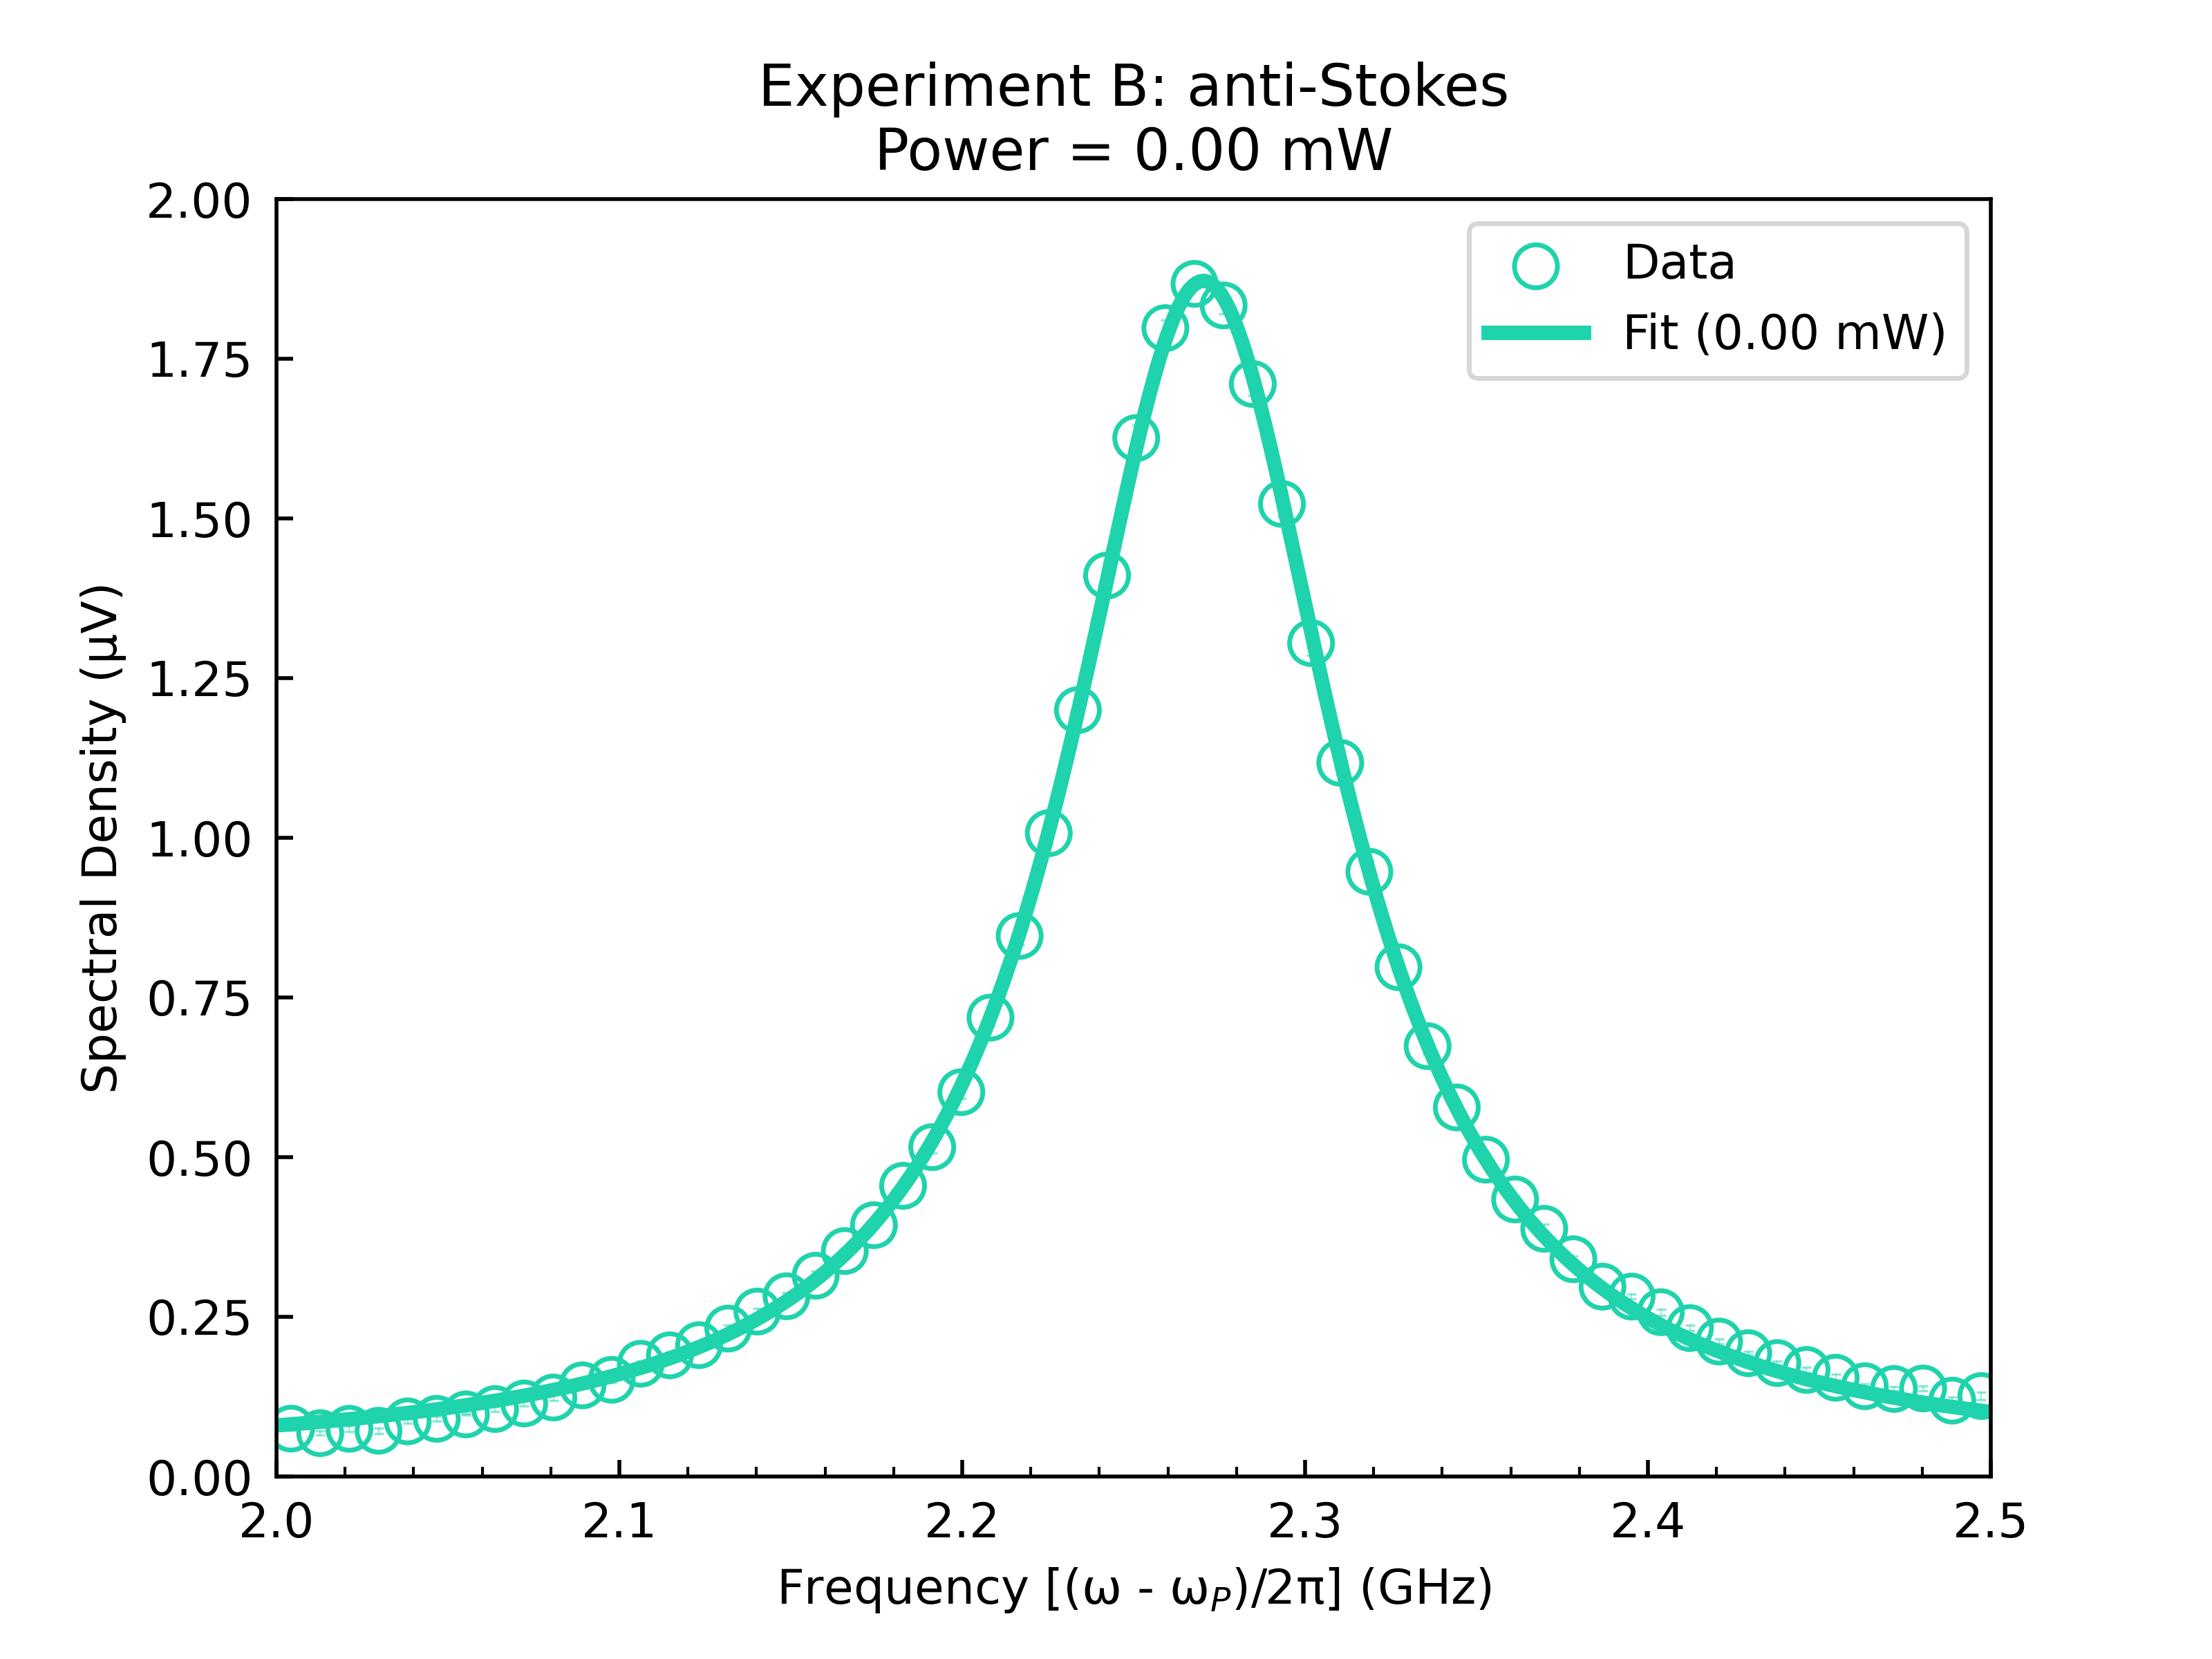 Experiment B: anti-Stokes
Power = 0.00 mW
Data
Fit (0.00 mW)
Spectral Density (μV)
2.00
1.75
1.50
1.25
1.00
0.75
0.50
0.25
0.00
2.0 2.1 2.2 2.3 2.4 2.5
Frequency [(ω - ω_P)/2π] (GHz)